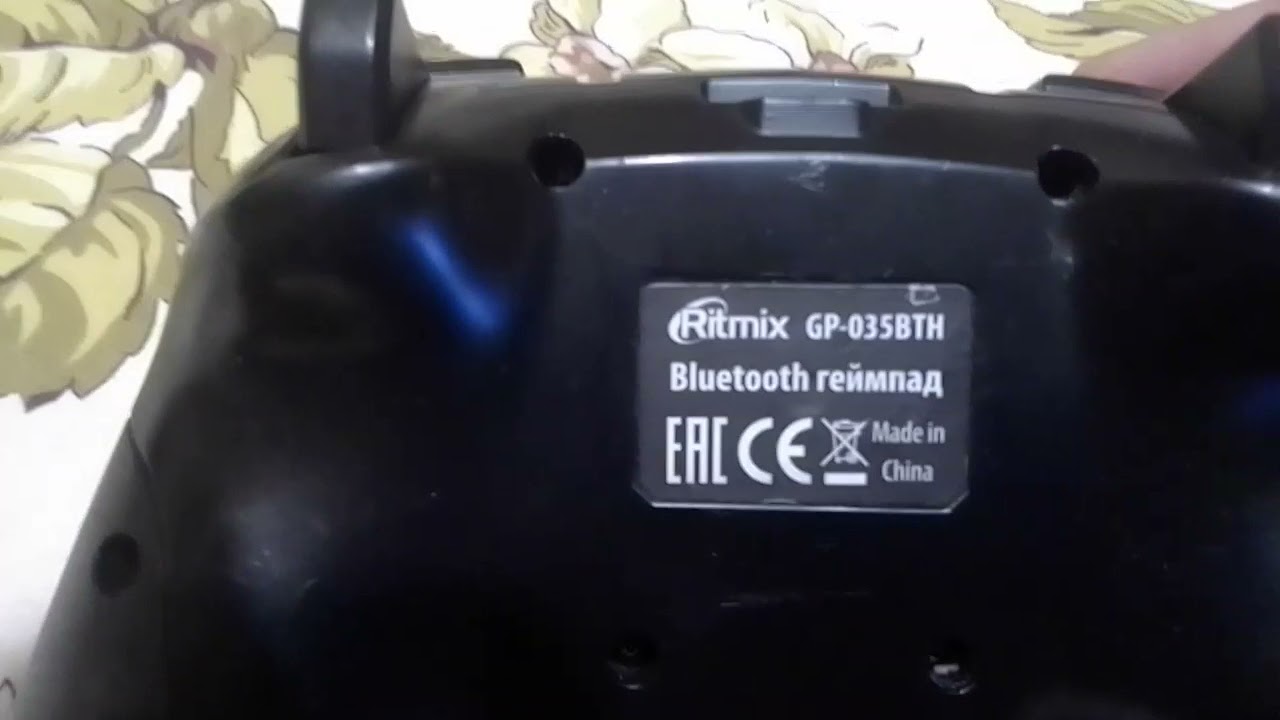 Ritmix GP-035BTH
Bluetooth геймпад
EAC CE Made in
China